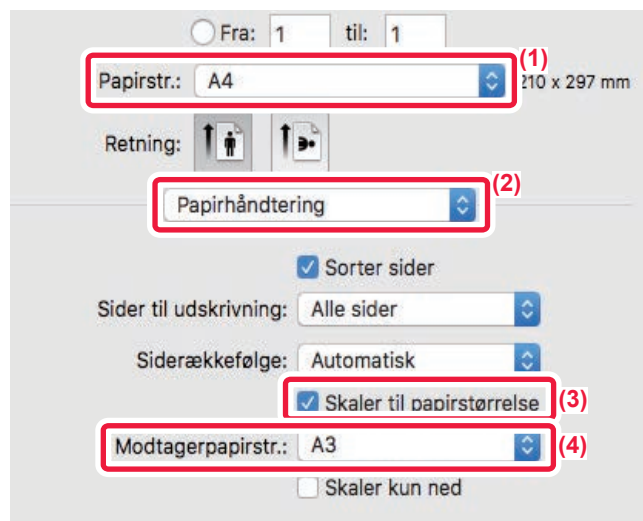 Fra: 1 til: 1
(1)
Papirstr.: A4 210 x 297 mm
Retning:
(2)
Papirhåndtering
Sorter sider
Sider til udskrivning: Alle sider
Siderækkefølge: Automatisk
Skaler til papirstørrelse (3)
Modtagerpapirstr.: A3 (4)
Skaler kun ned